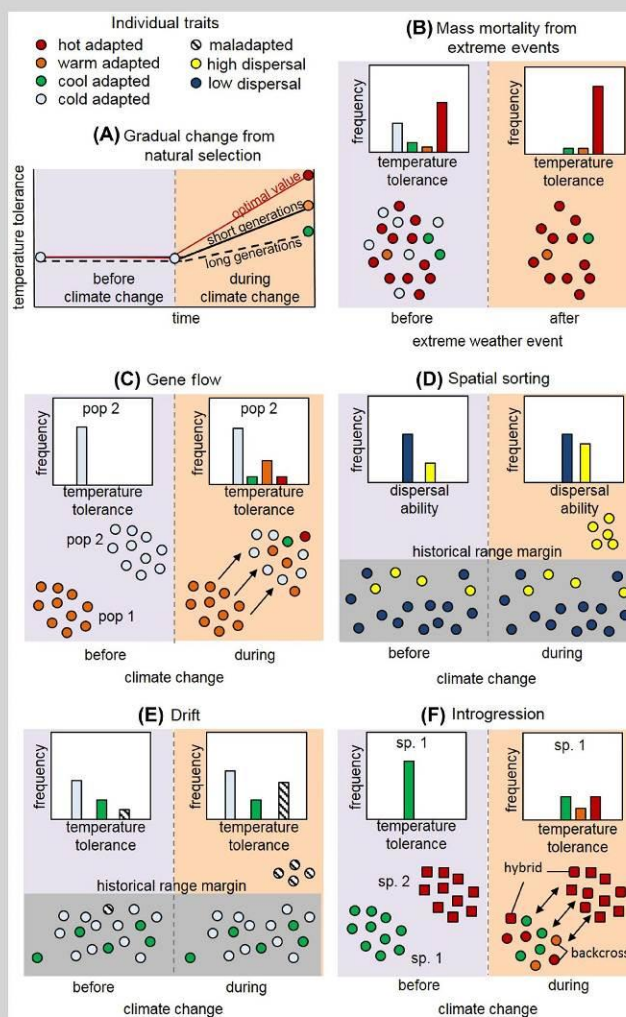 Individual traits
hot adapted
warm adapted
cool adapted
cold adapted
maladapted
high dispersal
low dispersal
(A) Gradual change from
natural selection
temperature tolerance
optimal value
short generations
long generations
before
climate change
during
climate change
time
(B) Mass mortality from
extreme events
frequency
temperature
tolerance
frequency
temperature
tolerance
before
after
extreme weather event
(C) Gene flow
pop 2
frequency
temperature
tolerance
pop 2
frequency
temperature
tolerance
pop 2
pop 1
before
during
climate change
(D) Spatial sorting
frequency
dispersal
ability
frequency
dispersal
ability
historical range margin
before
during
climate change
(E) Drift
frequency
temperature
tolerance
frequency
temperature
tolerance
historical range margin
before
during
climate change
(F) Introgression
sp. 1
frequency
temperature
tolerance
sp. 1
frequency
temperature
tolerance
sp. 2
sp. 1
hybrid
backcross
before
during
climate change